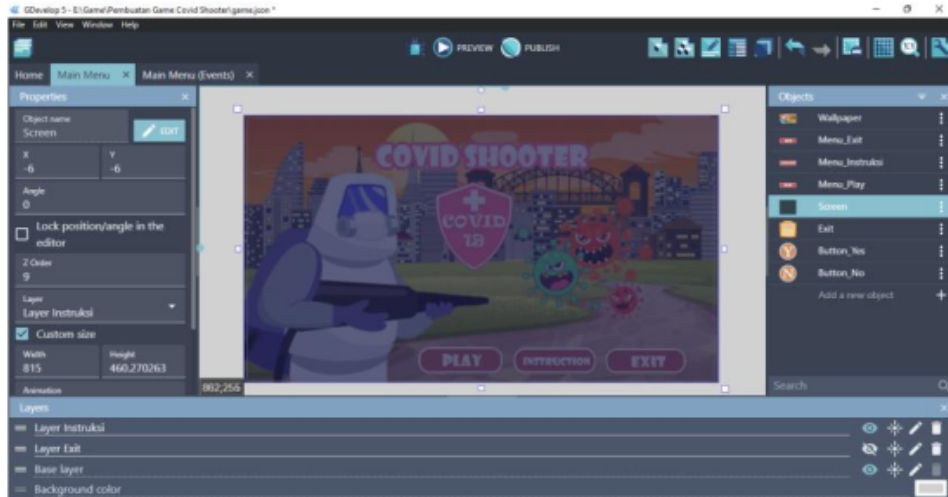 GDevelop 5 - E:\Game\Pembuatan Game Covid Shooter\game.json *
File Edit View Window Help
PREVIEW PUBLISH
Home Main Menu × Main Menu (Events) ×
Properties ×
Objects ×
Object name
Screen
EDIT
X Y
-6 -6
Angle
0
Lock position/angle in the
editor
Z Order
9
Layer
Layer Instruksi
Custom size
Width Height
815 460.270263
Animation
COVID SHOOTER
COVID
19
PLAY INSTRUCTION EXIT
862;256
Wallpaper
Menu_Exit
Menu_Instruksi
Menu_Play
Screen
Exit
Y Button_Yes
N Button_No
Add a new object +
Search
Layers ×
Layer Instruksi
Layer Exit
Base layer
Background color